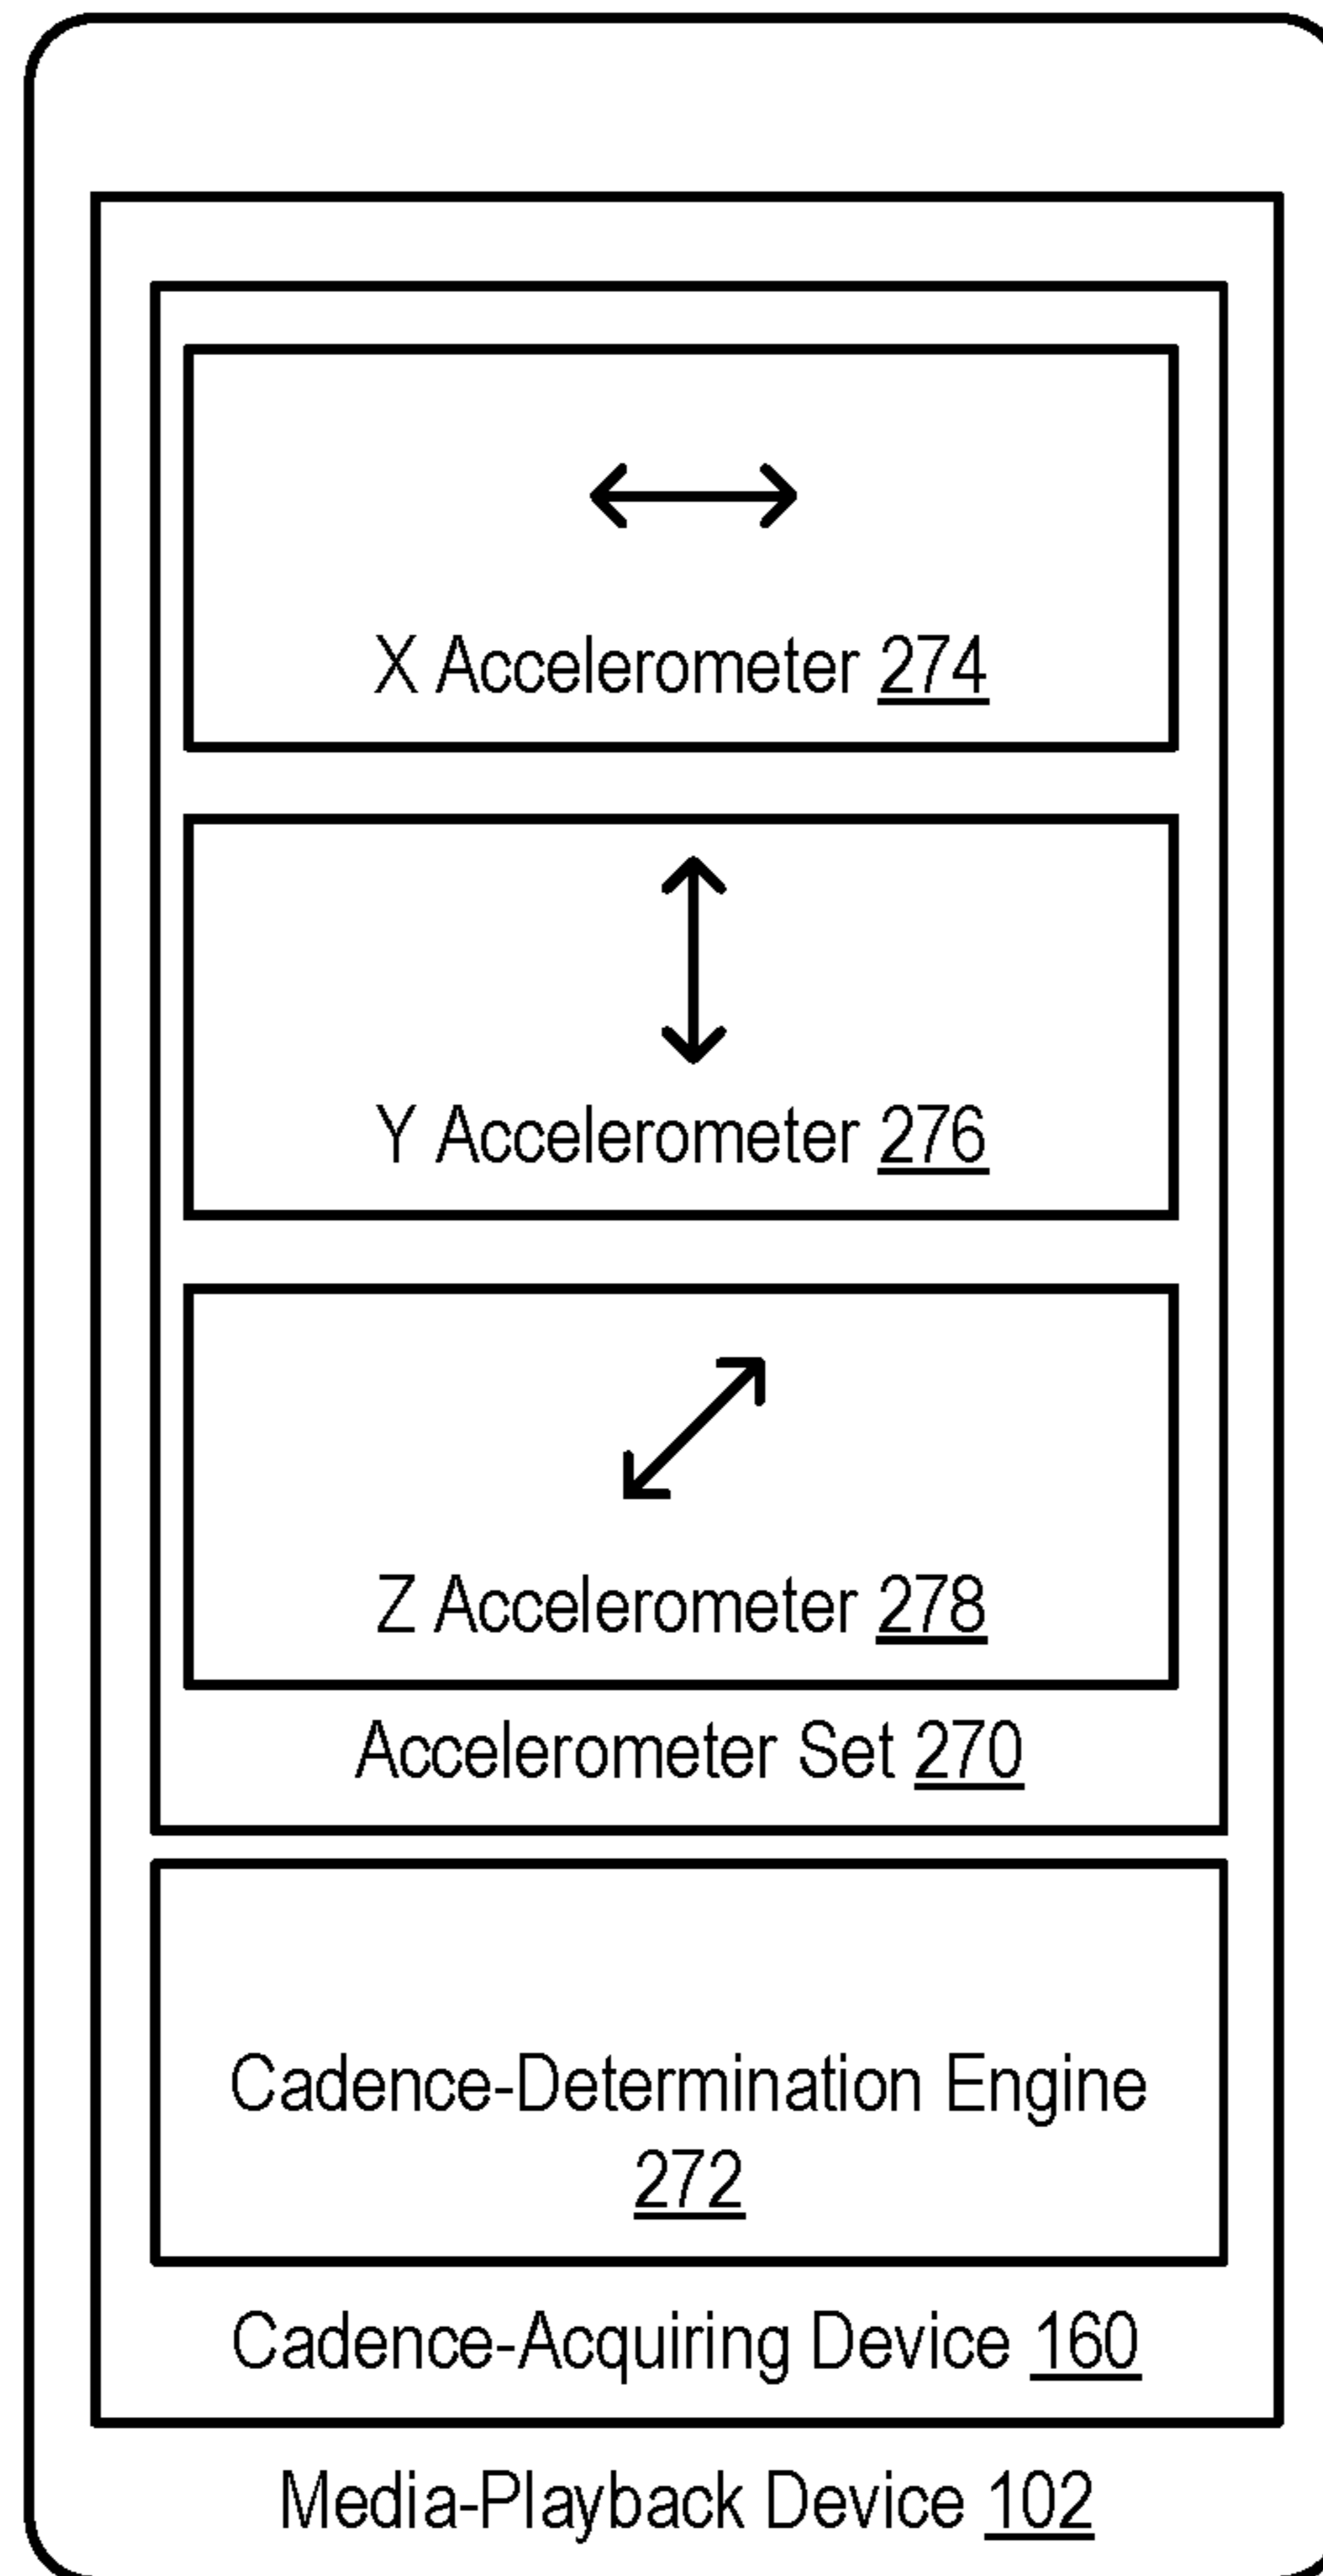 X Accelerometer 274
Y Accelerometer 276
Z Accelerometer 278
Accelerometer Set 270
Cadence-Determination Engine
272
Cadence-Acquiring Device 160
Media-Playback Device 102